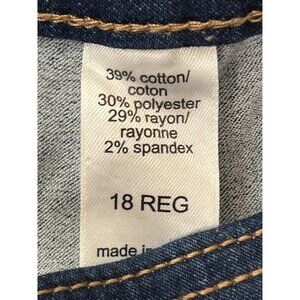 39% cotton/
coton
30% polyester
29% rayon/
rayonne
2% spandex
18 REG
made in